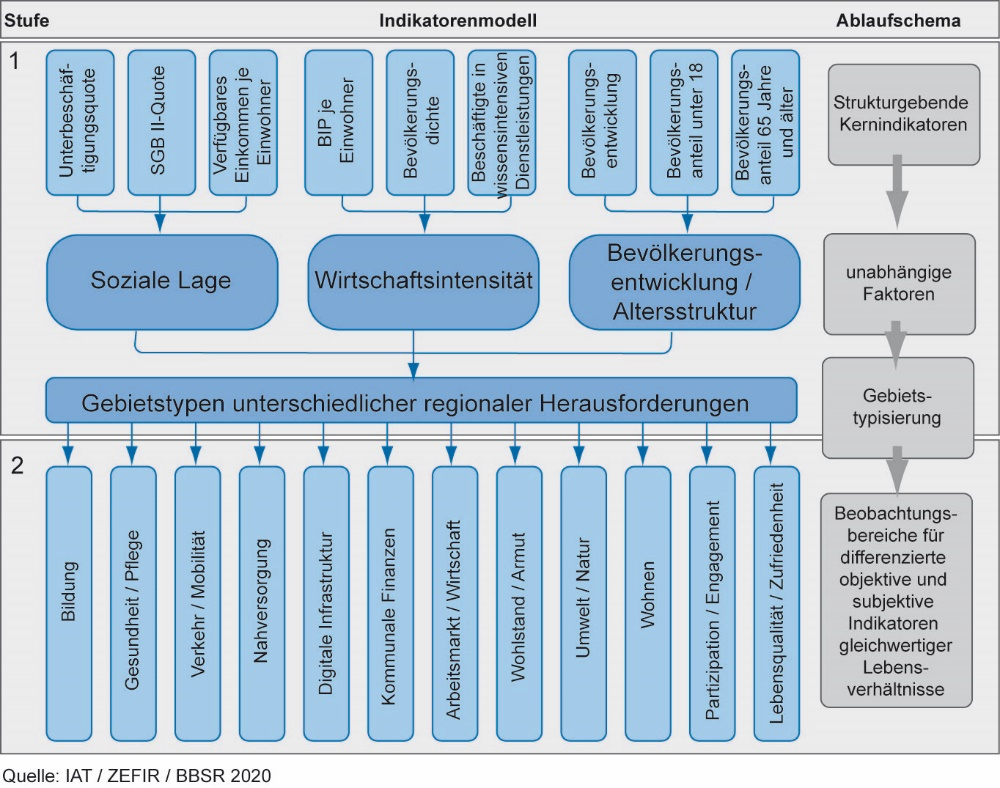 Stufe
Indikatorenmodell
Ablaufschema
1
Unterbeschäf-
tigungsquote
SGB II-Quote
Verfügbares
Einkommen je
Einwohner
BIP je
Einwohner
Bevölkerungs-
dichte
Beschäftigte in
wissensintensiven
Dienstleistungen
Bevölkerungs-
entwicklung
Bevölkerungs-
anteil unter 18
Bevölkerungs-
anteil 65 Jahre
und älter
Strukturgebende
Kernindikatoren
Soziale Lage
Wirtschaftsintensität
Bevölkerungs-
entwicklung /
Altersstruktur
unabhängige
Faktoren
Gebietstypen unterschiedlicher regionaler Herausforderungen
Gebiets-
typisierung
2
Bildung
Gesundheit / Pflege
Verkehr / Mobilität
Nahversorgung
Digitale Infrastruktur
Kommunale Finanzen
Arbeitsmarkt / Wirtschaft
Wohlstand / Armut
Umwelt / Natur
Wohnen
Partizipation / Engagement
Lebensqualität / Zufriedenheit
Beobachtungs-
bereiche für
differenzierte
objektive und
subjektive
Indikatoren
gleichwertiger
Lebens-
verhältnisse
Quelle: IAT / ZEFIR / BBSR 2020